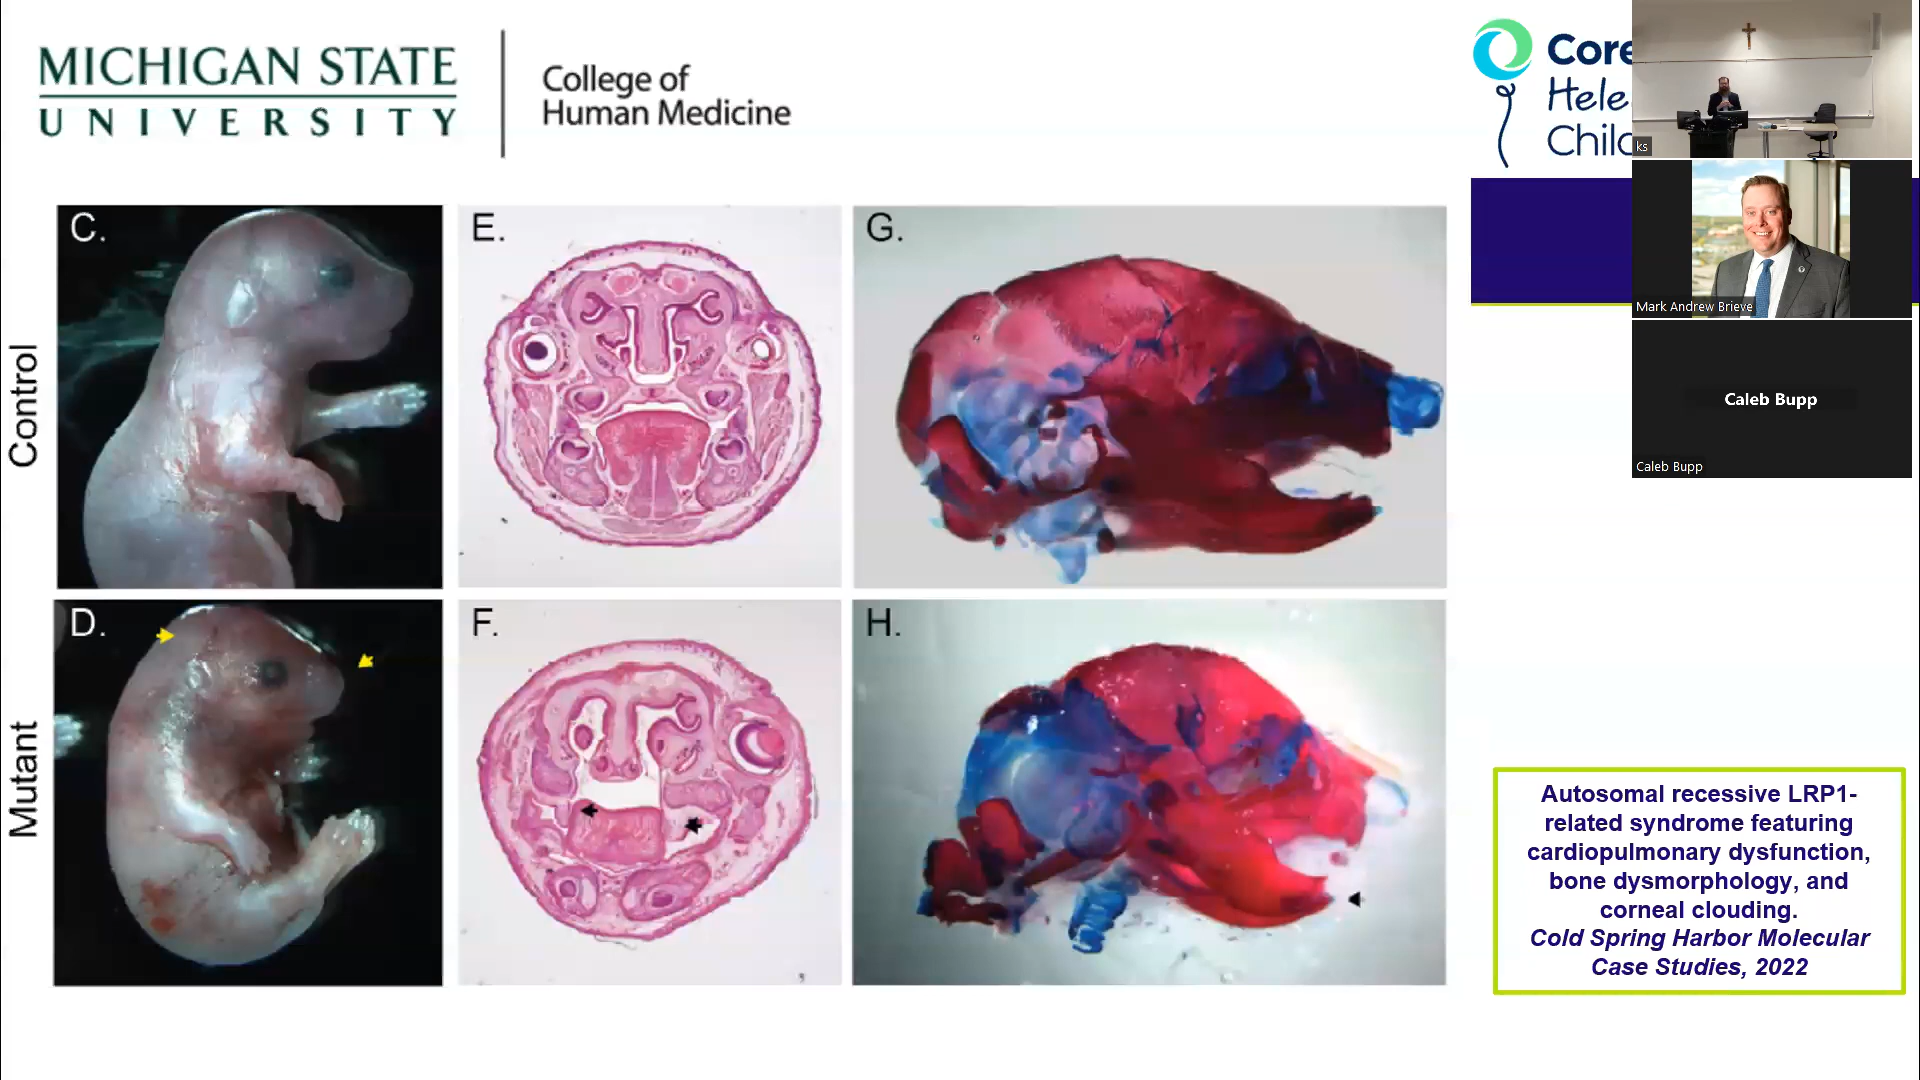 MICHIGAN STATE
UNIVERSITY
College of
Human Medicine
Core
Hele
Chilc
ks
Mark Andrew Brieve
Caleb Bupp
Caleb Bupp
Control
C.
E.
G.
Mutant
D.
F.
H.
Autosomal recessive LRP1-
related syndrome featuring
cardiopulmonary dysfunction,
bone dysmorphology, and
corneal clouding.
Cold Spring Harbor Molecular
Case Studies, 2022